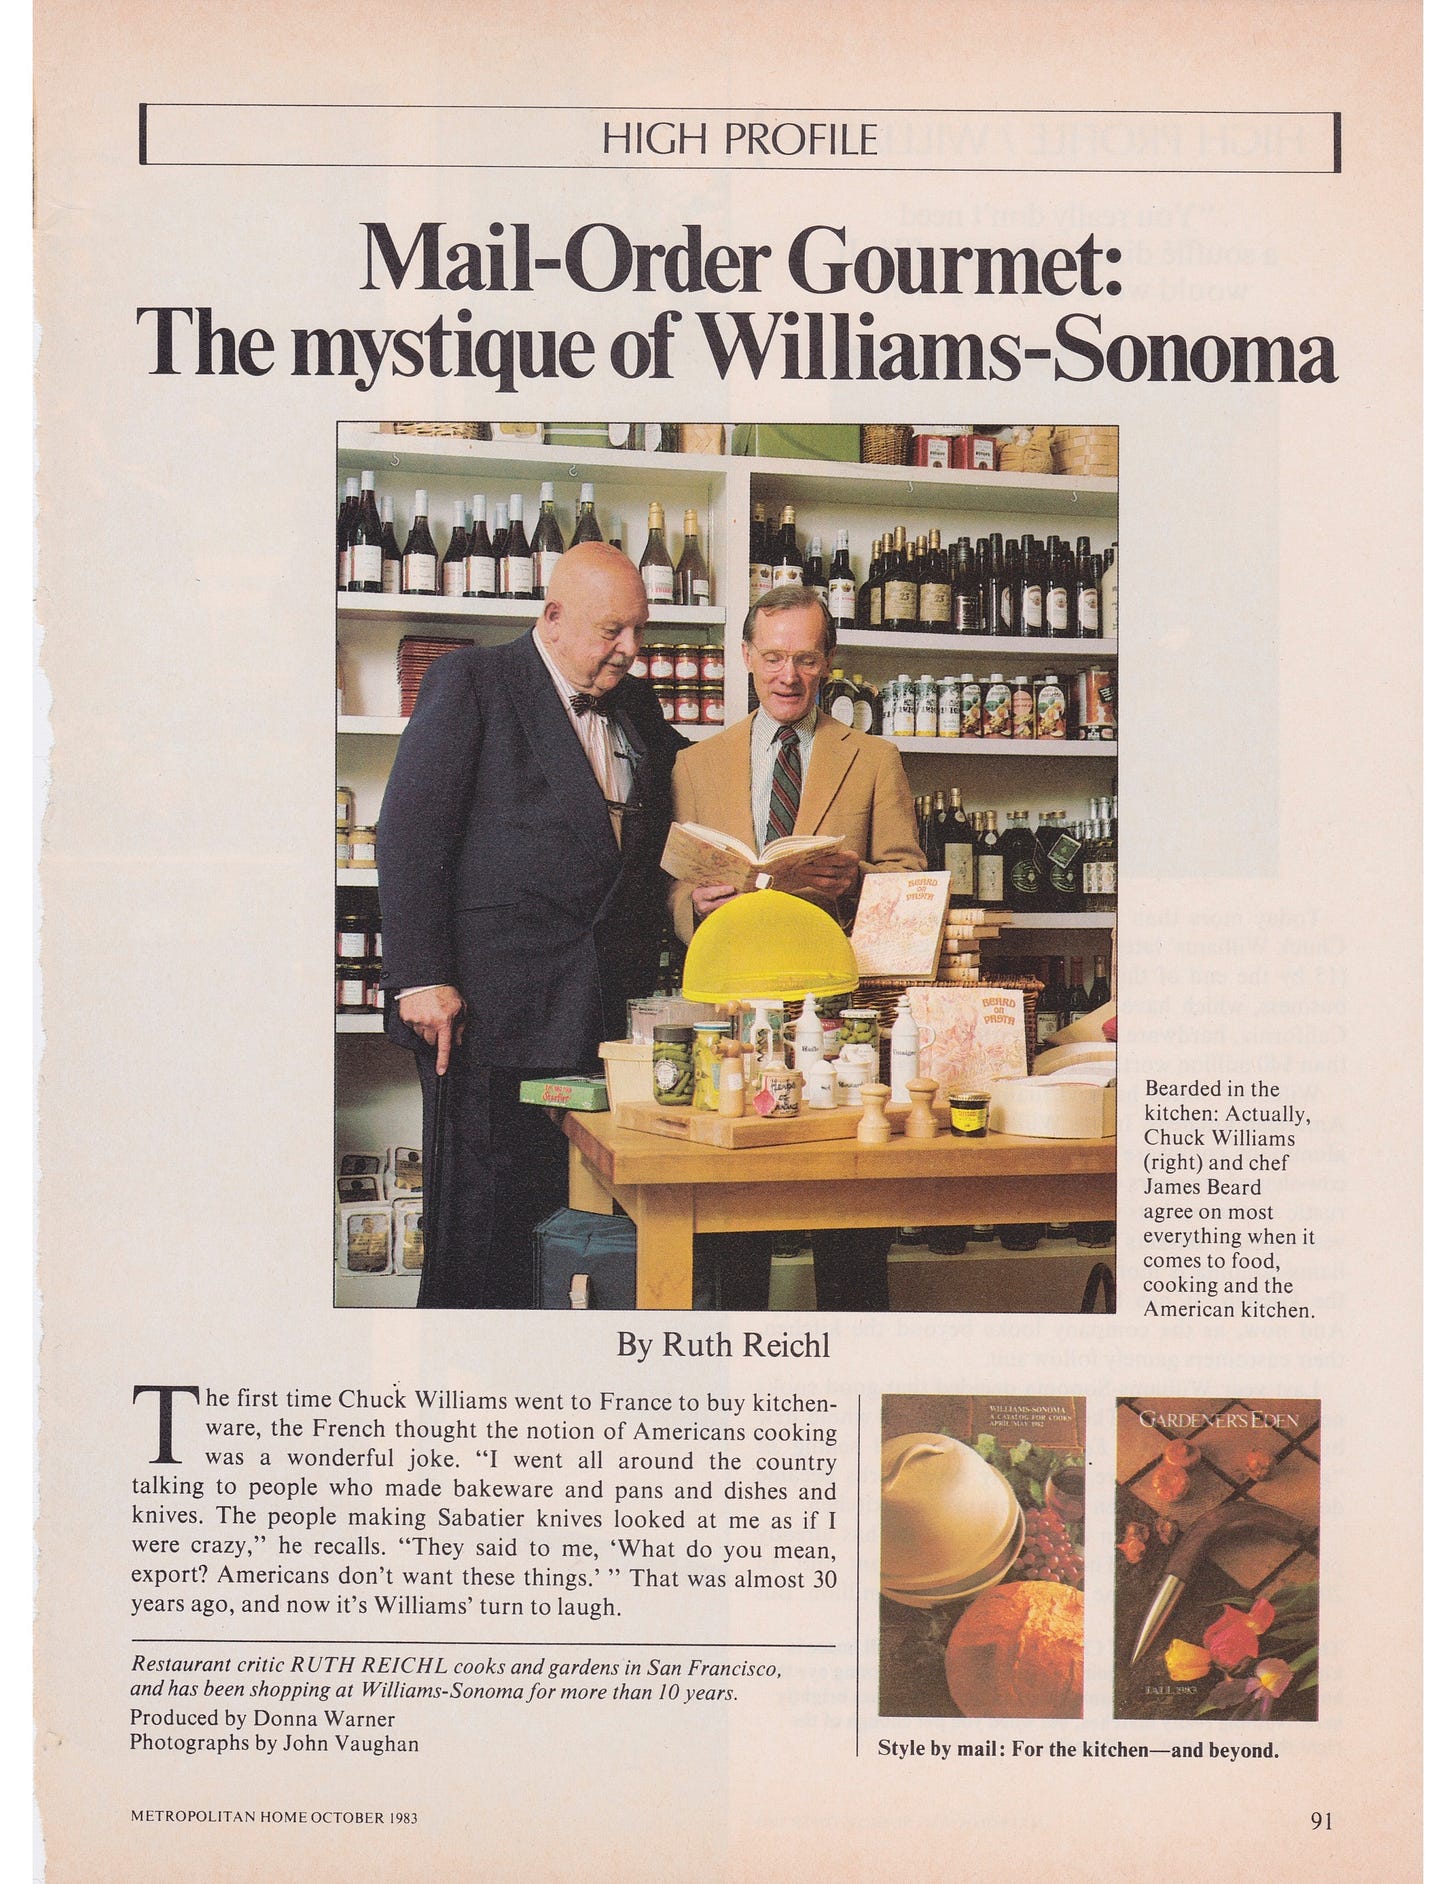 HIGH PROFILE
Mail-Order Gourmet:
The mystique of Williams-Sonoma
BEARD
on
PASTA
BEARD
on
PASTA
Huile
Vinaigre
Herbs
Bearded in the
kitchen: Actually,
Chuck Williams
(right) and chef
James Beard
agree on most
everything when it
comes to food,
cooking and the
American kitchen.
By Ruth Reichl
The first time Chuck Williams went to France to buy kitchen-
ware, the French thought the notion of Americans cooking
was a wonderful joke. “I went all around the country
talking to people who made bakeware and pans and dishes and
knives. The people making Sabatier knives looked at me as if I
were crazy,” he recalls. “They said to me, ‘What do you mean,
export? Americans don’t want these things.’ ” That was almost 30
years ago, and now it’s Williams’ turn to laugh.
Restaurant critic RUTH REICHL cooks and gardens in San Francisco,
and has been shopping at Williams-Sonoma for more than 10 years.
Produced by Donna Warner
Photographs by John Vaughan
WILLIAMS-SONOMA
A CATALOG FOR COOKS
APRIL/MAY 1982
GARDENER'S EDEN
FALL 1983
Style by mail: For the kitchen—and beyond.
METROPOLITAN HOME OCTOBER 1983
91